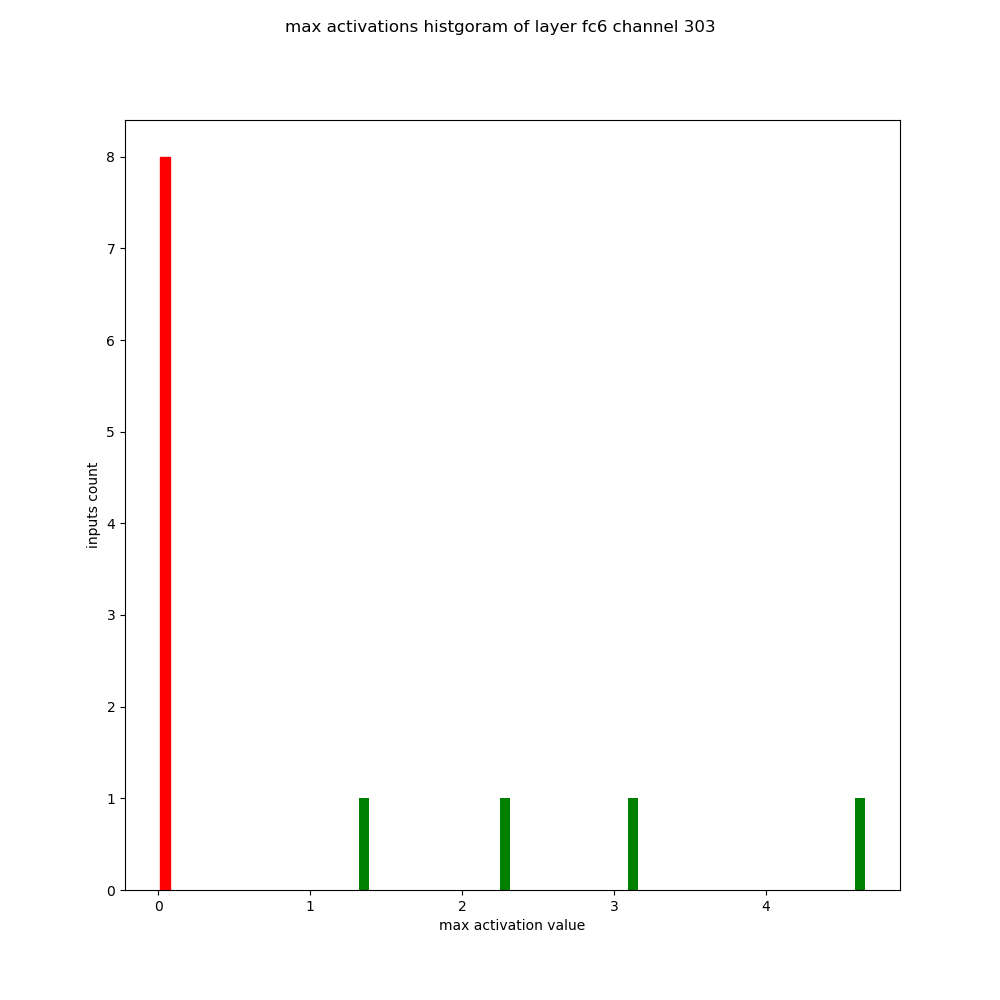 max activations histgoram of layer fc6 channel 303
8
7
6
5
4
3
2
1
0
inputs count
0 1 2 3 4
max activation value